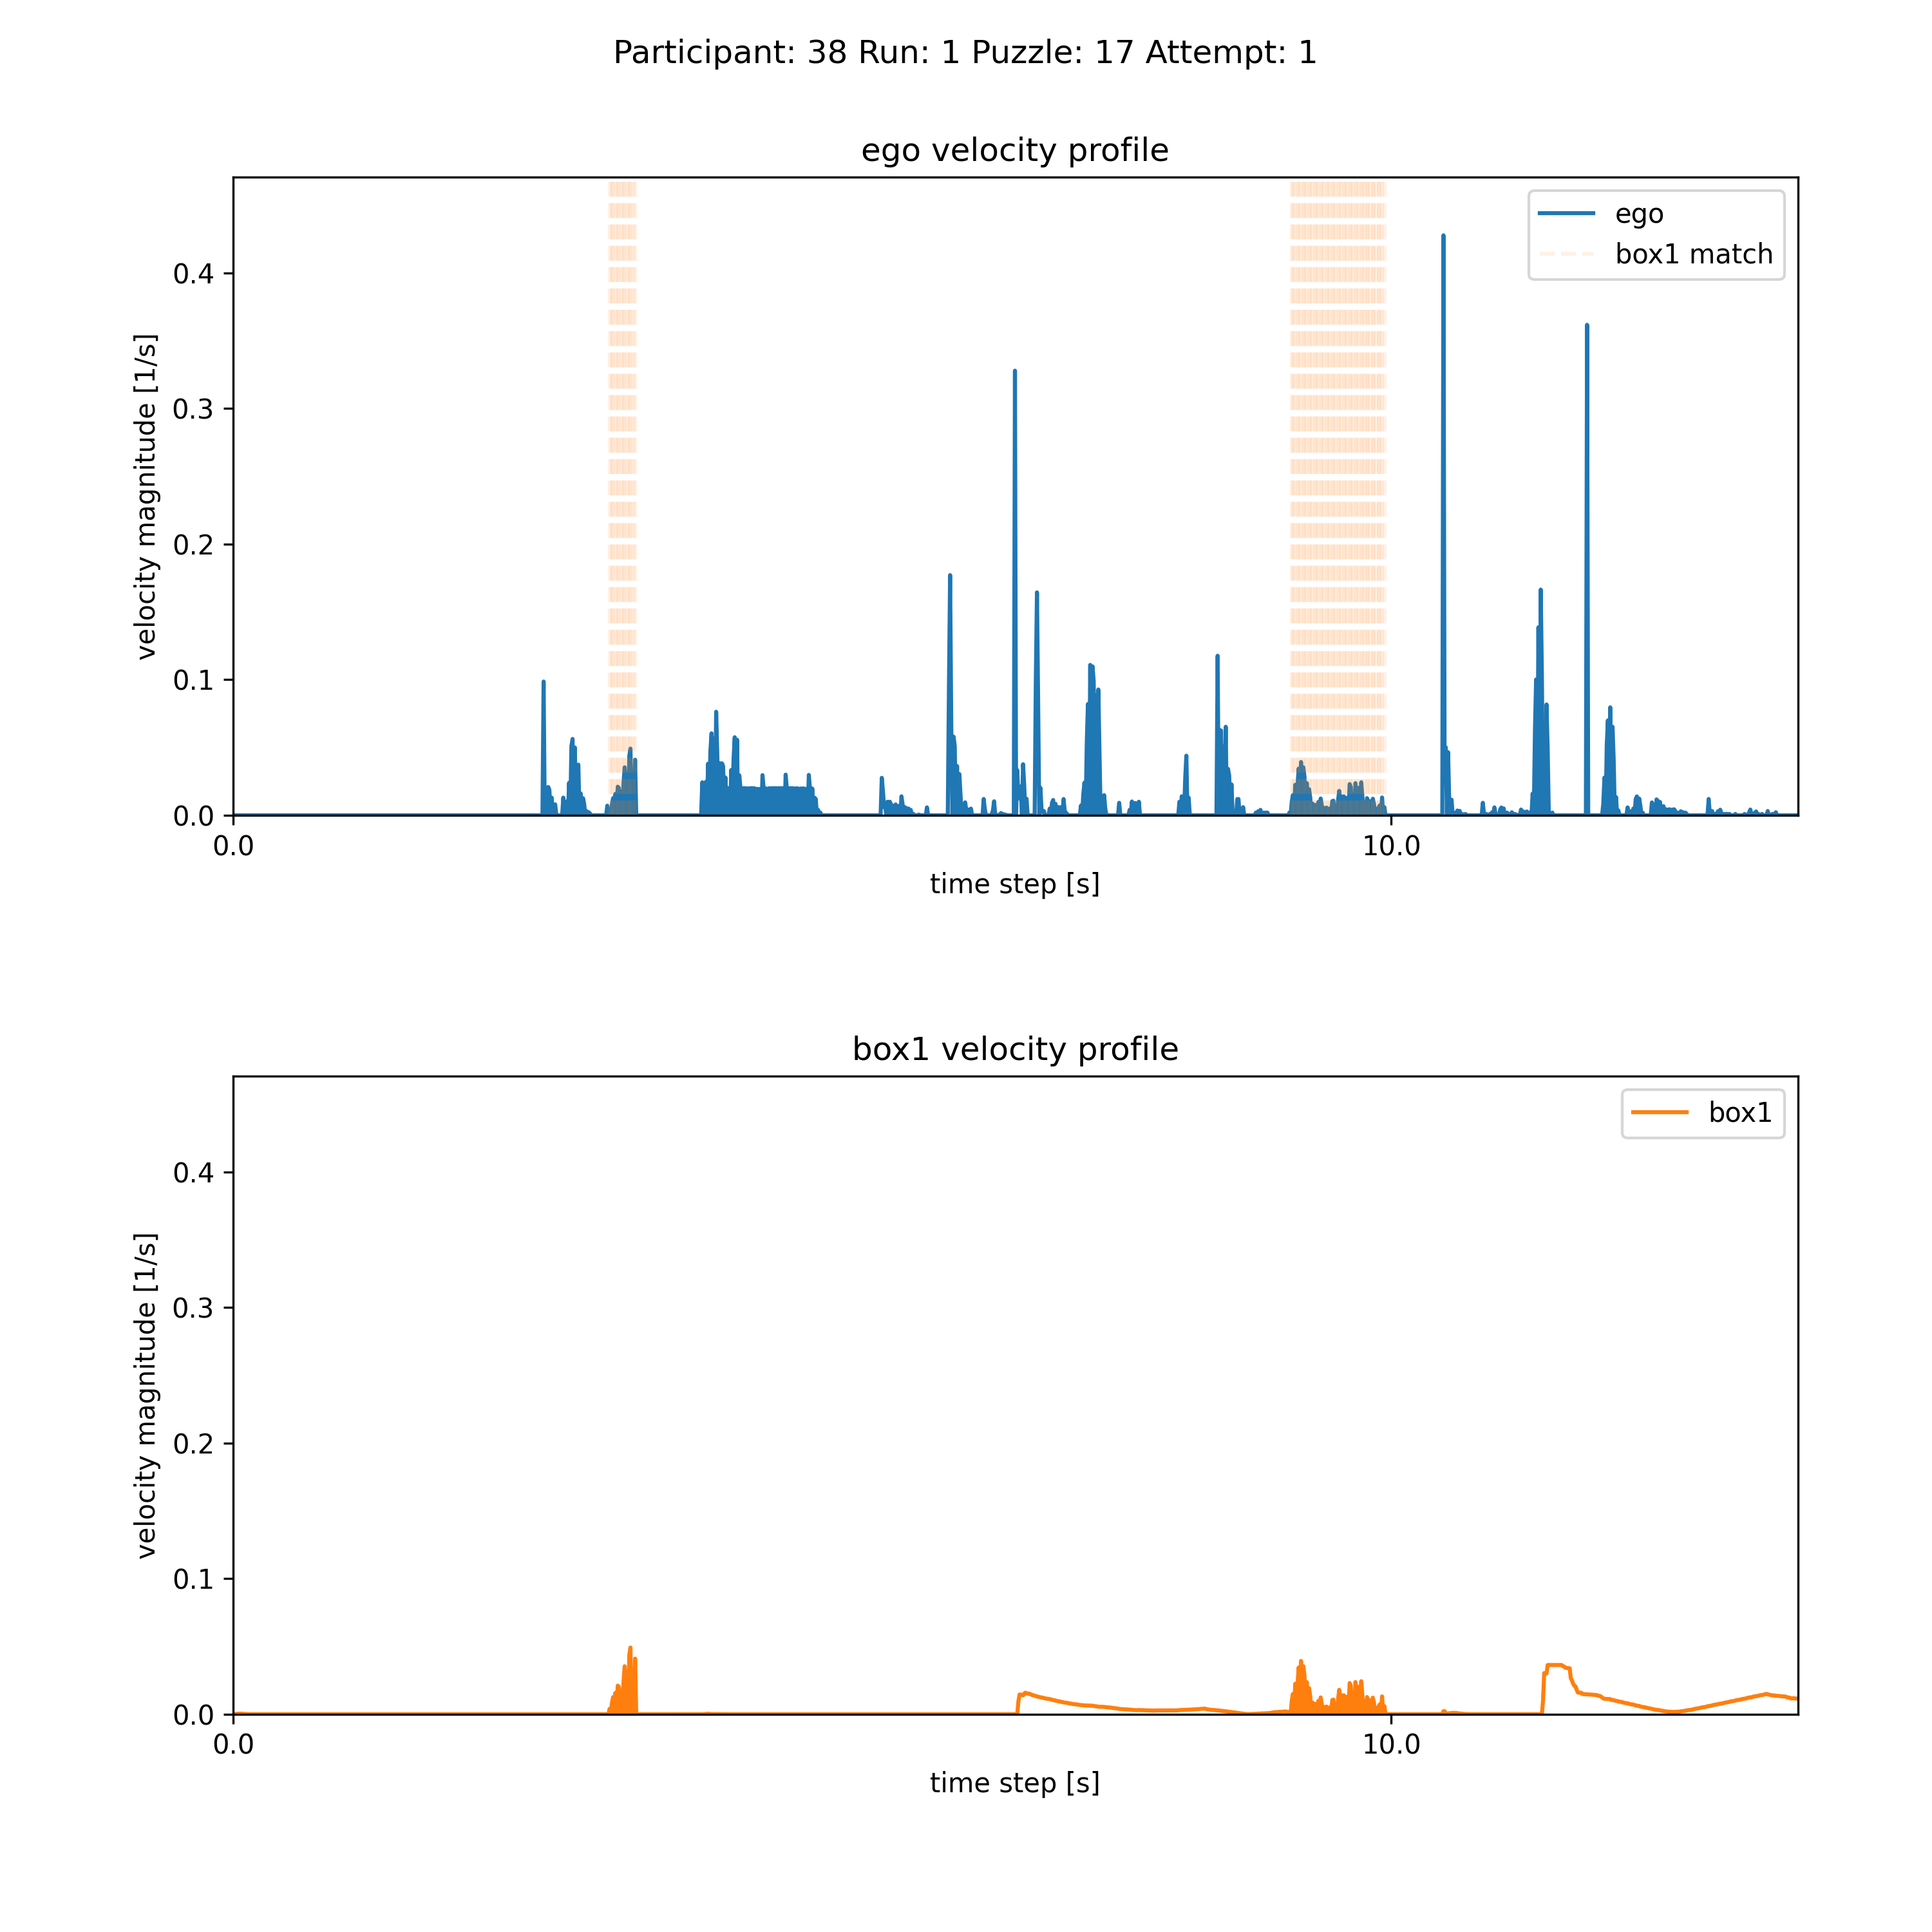 Participant: 38 Run: 1 Puzzle: 17 Attempt: 1
ego velocity profile
velocity magnitude [1/s]
0.4
0.3
0.2
0.1
0.0
ego
box1 match
0.0
10.0
time step [s]
box1 velocity profile
velocity magnitude [1/s]
0.4
0.3
0.2
0.1
0.0
box1
0.0
10.0
time step [s]